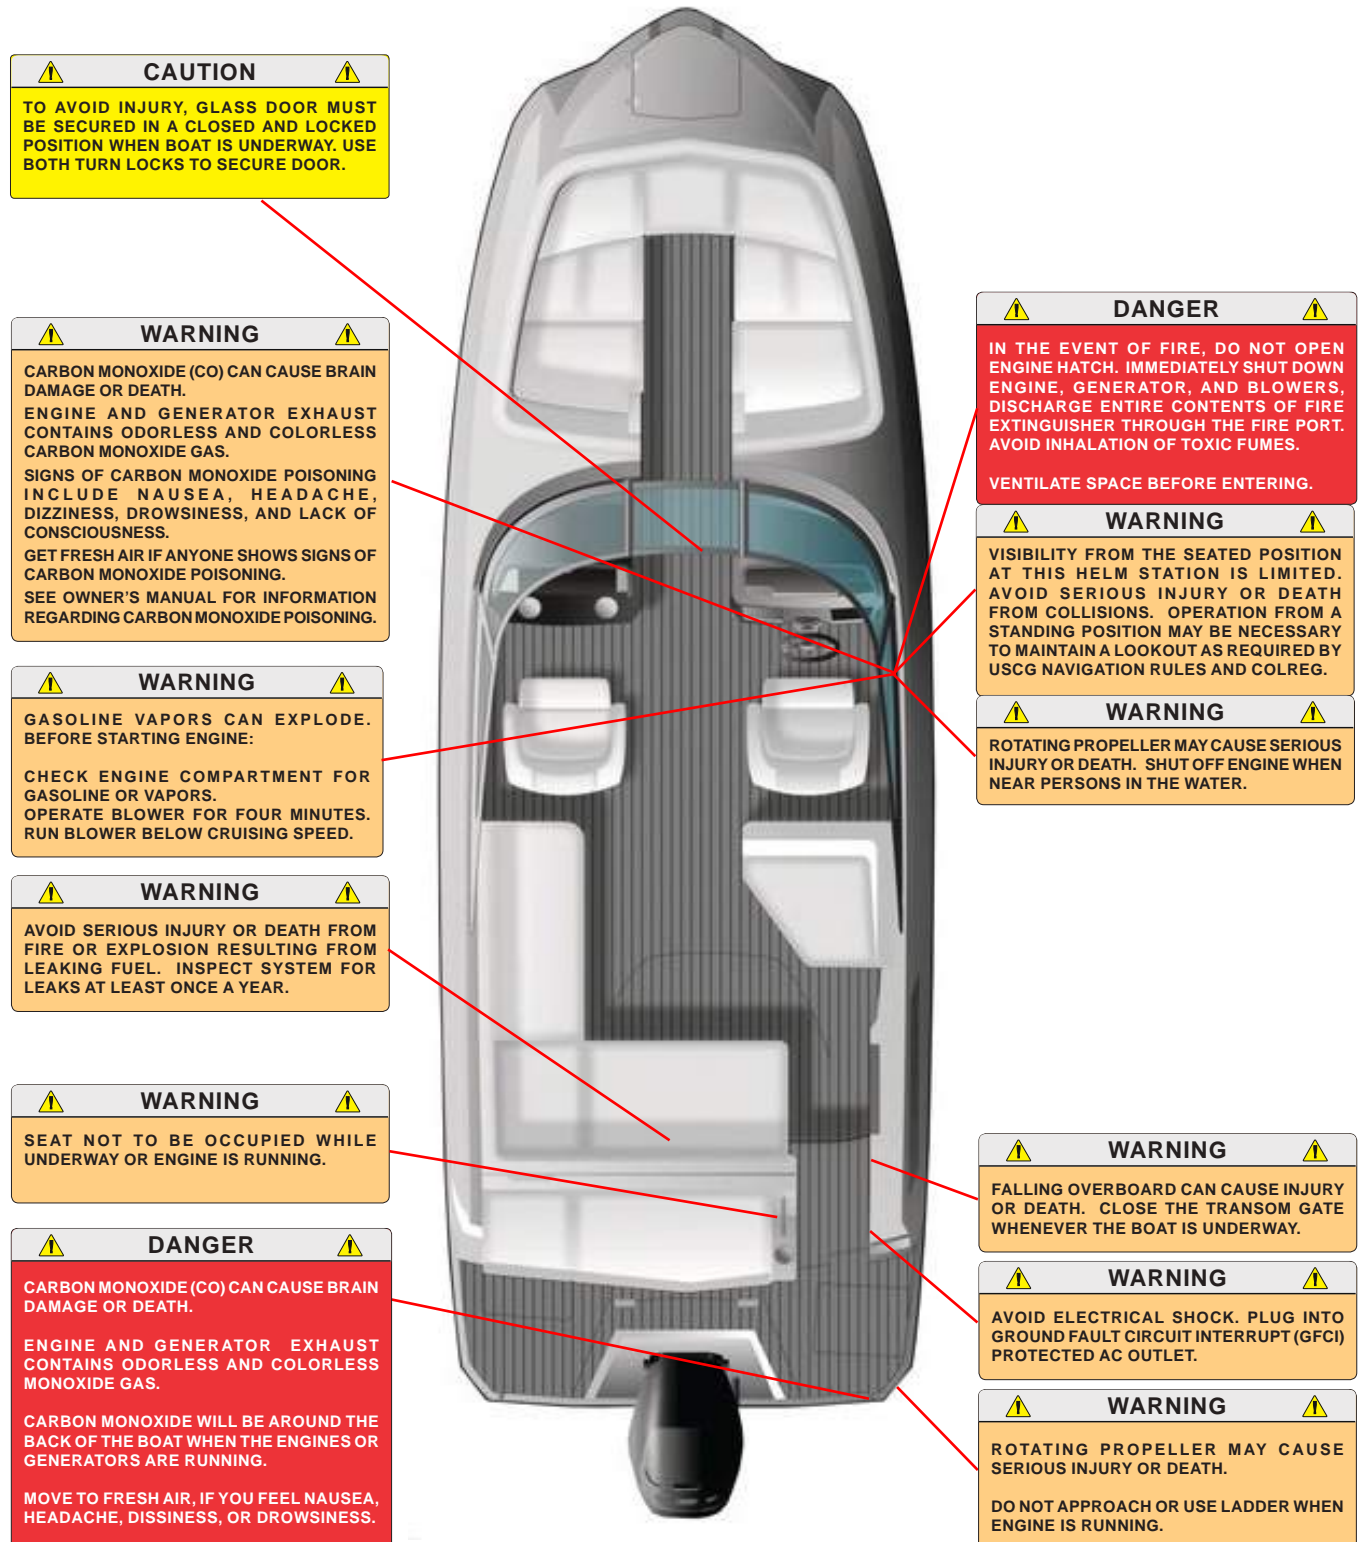 CAUTION
TO AVOID INJURY, GLASS DOOR MUST
BE SECURED IN A CLOSED AND LOCKED
POSITION WHEN BOAT IS UNDERWAY. USE
BOTH TURN LOCKS TO SECURE DOOR.
WARNING
CARBON MONOXIDE (CO) CAN CAUSE BRAIN
DAMAGE OR DEATH.
ENGINE AND GENERATOR EXHAUST
CONTAINS ODORLESS AND COLORLESS
CARBON MONOXIDE GAS.
SIGNS OF CARBON MONOXIDE POISONING
INCLUDE NAUSEA, HEADACHE,
DIZZINESS, DROWSINESS, AND LACK OF
CONSCIOUSNESS.
GET FRESH AIR IF ANYONE SHOWS SIGNS OF
CARBON MONOXIDE POISONING.
SEE OWNER'S MANUAL FOR INFORMATION
REGARDING CARBON MONOXIDE POISONING.
WARNING
GASOLINE VAPORS CAN EXPLODE.
BEFORE STARTING ENGINE:
CHECK ENGINE COMPARTMENT FOR
GASOLINE OR VAPORS.
OPERATE BLOWER FOR FOUR MINUTES.
RUN BLOWER BELOW CRUISING SPEED.
WARNING
AVOID SERIOUS INJURY OR DEATH FROM
FIRE OR EXPLOSION RESULTING FROM
LEAKING FUEL. INSPECT SYSTEM FOR
LEAKS AT LEAST ONCE A YEAR.
WARNING
SEAT NOT TO BE OCCUPIED WHILE
UNDERWAY OR ENGINE IS RUNNING.
DANGER
CARBON MONOXIDE (CO) CAN CAUSE BRAIN
DAMAGE OR DEATH.
ENGINE AND GENERATOR EXHAUST
CONTAINS ODORLESS AND COLORLESS
MONOXIDE GAS.
CARBON MONOXIDE WILL BE AROUND THE
BACK OF THE BOAT WHEN THE ENGINES OR
GENERATORS ARE RUNNING.
MOVE TO FRESH AIR, IF YOU FEEL NAUSEA,
HEADACHE, DISSINESS, OR DROWSINESS.
DANGER
IN THE EVENT OF FIRE, DO NOT OPEN
ENGINE HATCH. IMMEDIATELY SHUT DOWN
ENGINE, GENERATOR, AND BLOWERS,
DISCHARGE ENTIRE CONTENTS OF FIRE
EXTINGUISHER THROUGH THE FIRE PORT.
AVOID INHALATION OF TOXIC FUMES.
VENTILATE SPACE BEFORE ENTERING.
WARNING
VISIBILITY FROM THE SEATED POSITION
AT THIS HELM STATION IS LIMITED.
AVOID SERIOUS INJURY OR DEATH
FROM COLLISIONS. OPERATION FROM A
STANDING POSITION MAY BE NECESSARY
TO MAINTAIN A LOOKOUT AS REQUIRED BY
USCG NAVIGATION RULES AND COLREG.
WARNING
ROTATING PROPELLER MAY CAUSE SERIOUS
INJURY OR DEATH. SHUT OFF ENGINE WHEN
NEAR PERSONS IN THE WATER.
WARNING
FALLING OVERBOARD CAN CAUSE INJURY
OR DEATH. CLOSE THE TRANSOM GATE
WHENEVER THE BOAT IS UNDERWAY.
WARNING
AVOID ELECTRICAL SHOCK. PLUG INTO
GROUND FAULT CIRCUIT INTERRUPT (GFCI)
PROTECTED AC OUTLET.
WARNING
ROTATING PROPELLER MAY CAUSE
SERIOUS INJURY OR DEATH.
DO NOT APPROACH OR USE LADDER WHEN
ENGINE IS RUNNING.